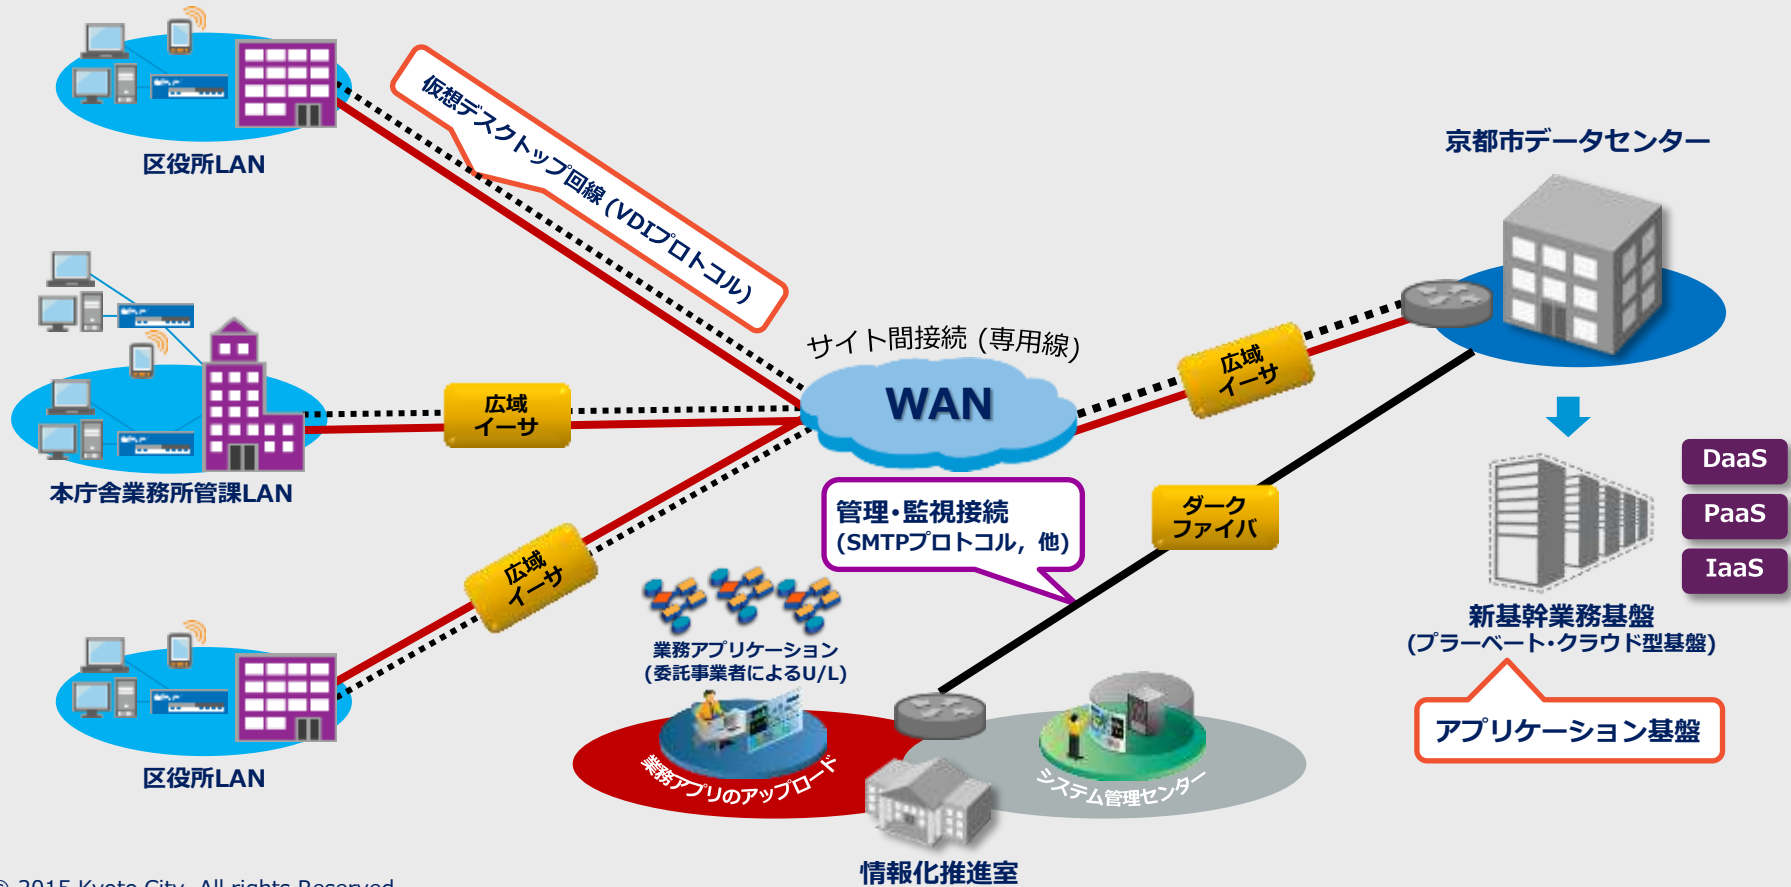 区役所LAN
仮想デスクトップ回線 (VDIプロトコル)
京都市データセンター
サイト間接続 (専用線)
WAN
広域
イーサ
広域
イーサ
本庁舎業務所管課LAN
管理・監視接続
(SMTPプロトコル，他)
ダーク
ファイバ
DaaS
PaaS
IaaS
広域
イーサ
新基幹業務基盤
(プラーベート・クラウド型基盤)
業務アプリケーション
(委託事業者によるU/L)
アプリケーション基盤
区役所LAN
業務アプリのアップロード
システム管理センター
情報化推進室
© 2015 Kyoto City. All rights Reserved